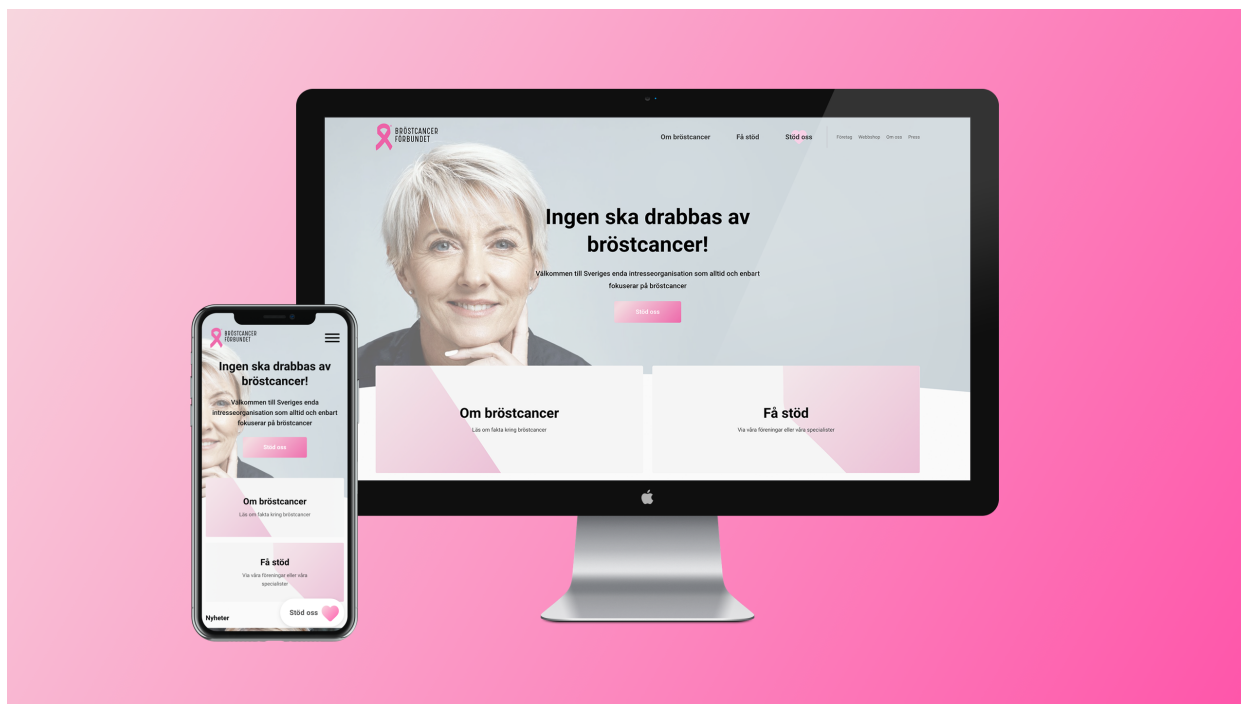 BRÖSTCANCER
FÖRBUNDET
Om bröstcancer
Få stöd
Stöd oss
Företag
Webbshop
Om oss
Press
Ingen ska drabbas av
bröstcancer!
Välkommen till Sveriges enda intresseorganisation som alltid och enbart
fokuserar på bröstcancer
Stöd oss
Om bröstcancer
Läs om fakta kring bröstcancer
Få stöd
Via våra föreningar eller våra specialister
BRÖSTCANCER
FÖRBUNDET
Ingen ska drabbas av
bröstcancer!
Välkommen till Sveriges enda
intresseorganisation som alltid och enbart
fokuserar på bröstcancer
Stöd oss
Om bröstcancer
Läs om fakta kring bröstcancer
Få stöd
Via våra föreningar eller våra
specialister
Nyheter
Stöd oss